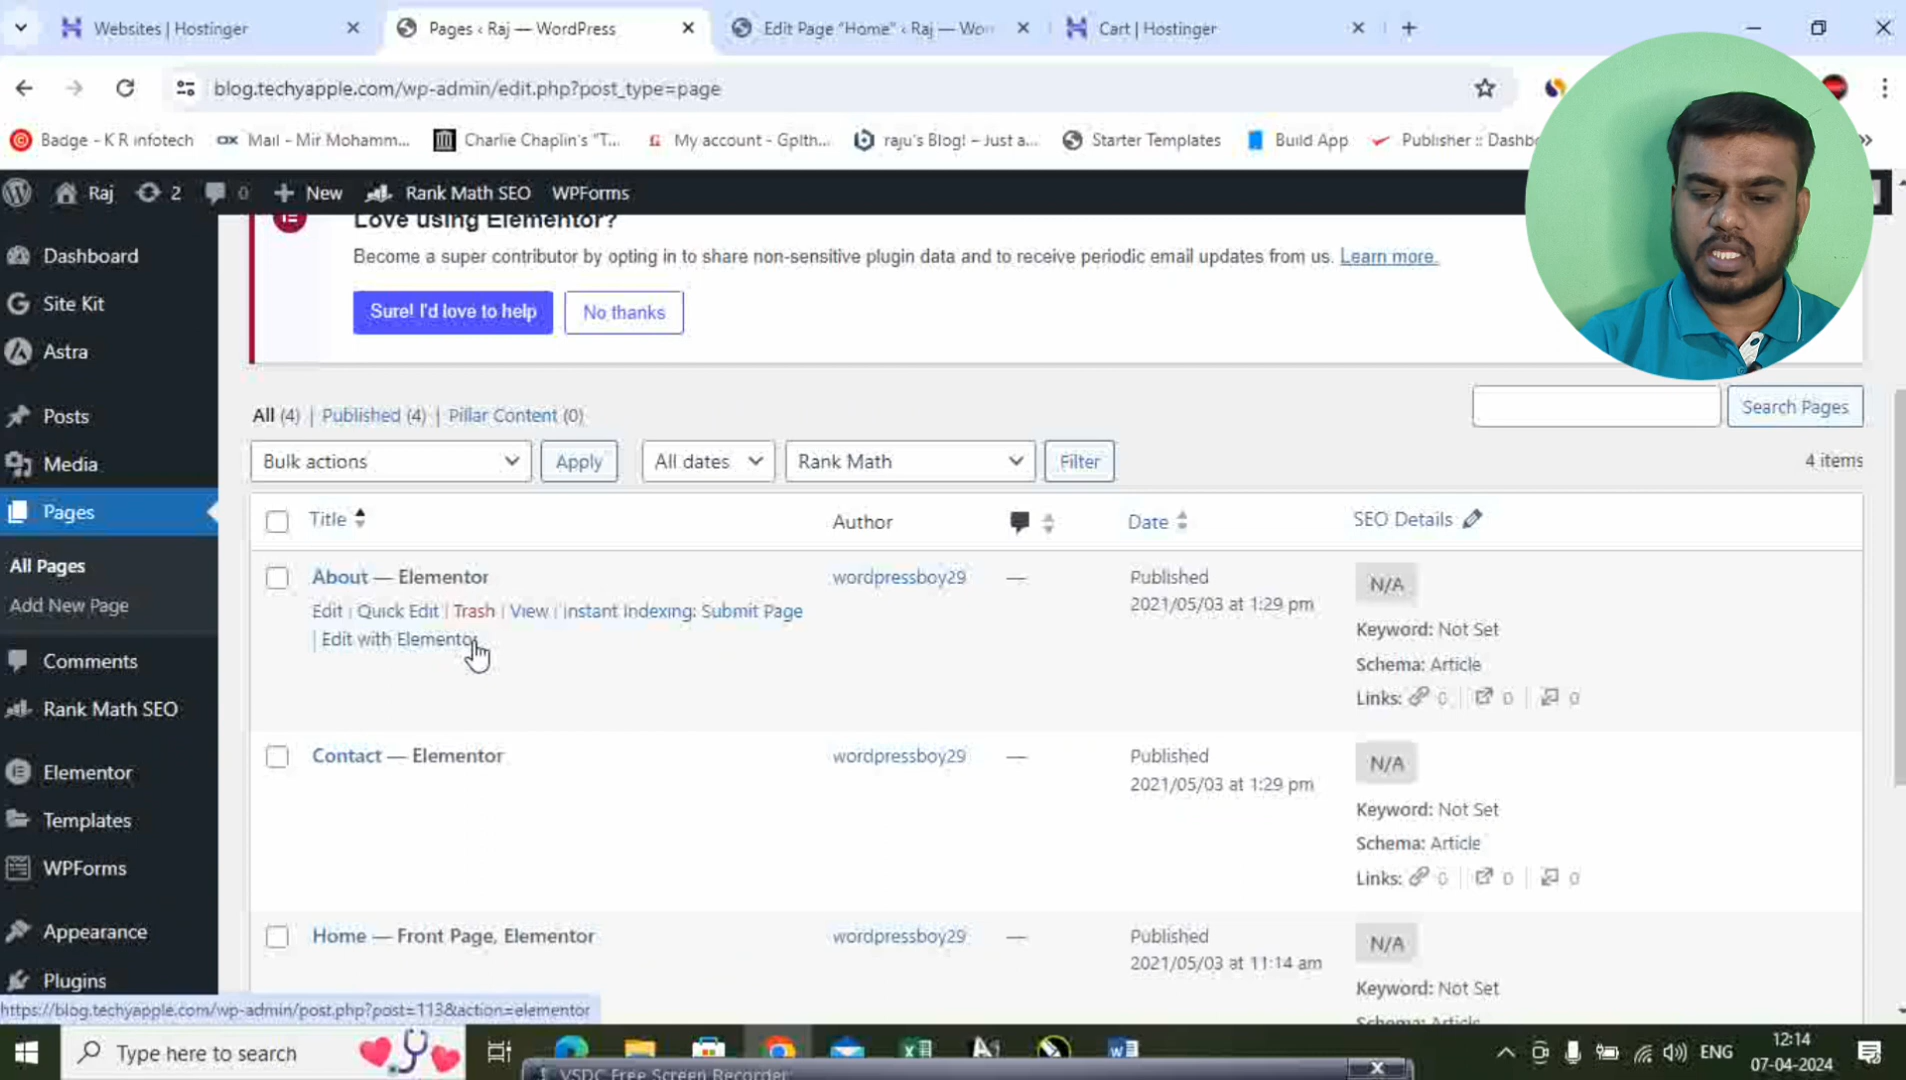 Websites | Hostinger
Pages ‹ Raj — WordPress
Edit Page "Home" ‹ Raj — Wor
Cart | Hostinger
blog.techyapple.com/wp-admin/edit.php?post_type=page
Badge - K R infotech
Mail - Mir Mohamm...
Charlie Chaplin's "T...
My account - Gplth...
raju's Blog! – Just a...
Starter Templates
Build App
Publisher :: Dashb
Raj
2
0
New
Rank Math SEO
WPForms
Dashboard
Site Kit
Astra
Posts
Media
Pages
All Pages
Add New Page
Comments
Rank Math SEO
Elementor
Templates
WPForms
Appearance
Plugins
Love using Elementor?
Become a super contributor by opting in to share non-sensitive plugin data and to receive periodic email updates from us. Learn more.
Sure! I'd love to help
No thanks
All (4) | Published (4) | Pillar Content (0)
Search Pages
Bulk actions
Apply
All dates
Rank Math
Filter
4 items
Title
Author
Date
SEO Details
About — Elementor
Edit | Quick Edit | Trash | View | Instant Indexing: Submit Page
| Edit with Elementor
wordpressboy29
—
Published
2021/05/03 at 1:29 pm
N/A
Keyword: Not Set
Schema: Article
Links: 0 | 0 | 0
Contact — Elementor
wordpressboy29
—
Published
2021/05/03 at 1:29 pm
N/A
Keyword: Not Set
Schema: Article
Links: 0 | 0 | 0
Home — Front Page, Elementor
wordpressboy29
—
Published
2021/05/03 at 11:14 am
N/A
Keyword: Not Set
Schema: Article
https://blog.techyapple.com/wp-admin/post.php?post=113&action=elementor
Type here to search
VSDC Free Screen Recorder
ENG
12:14
07-04-2024